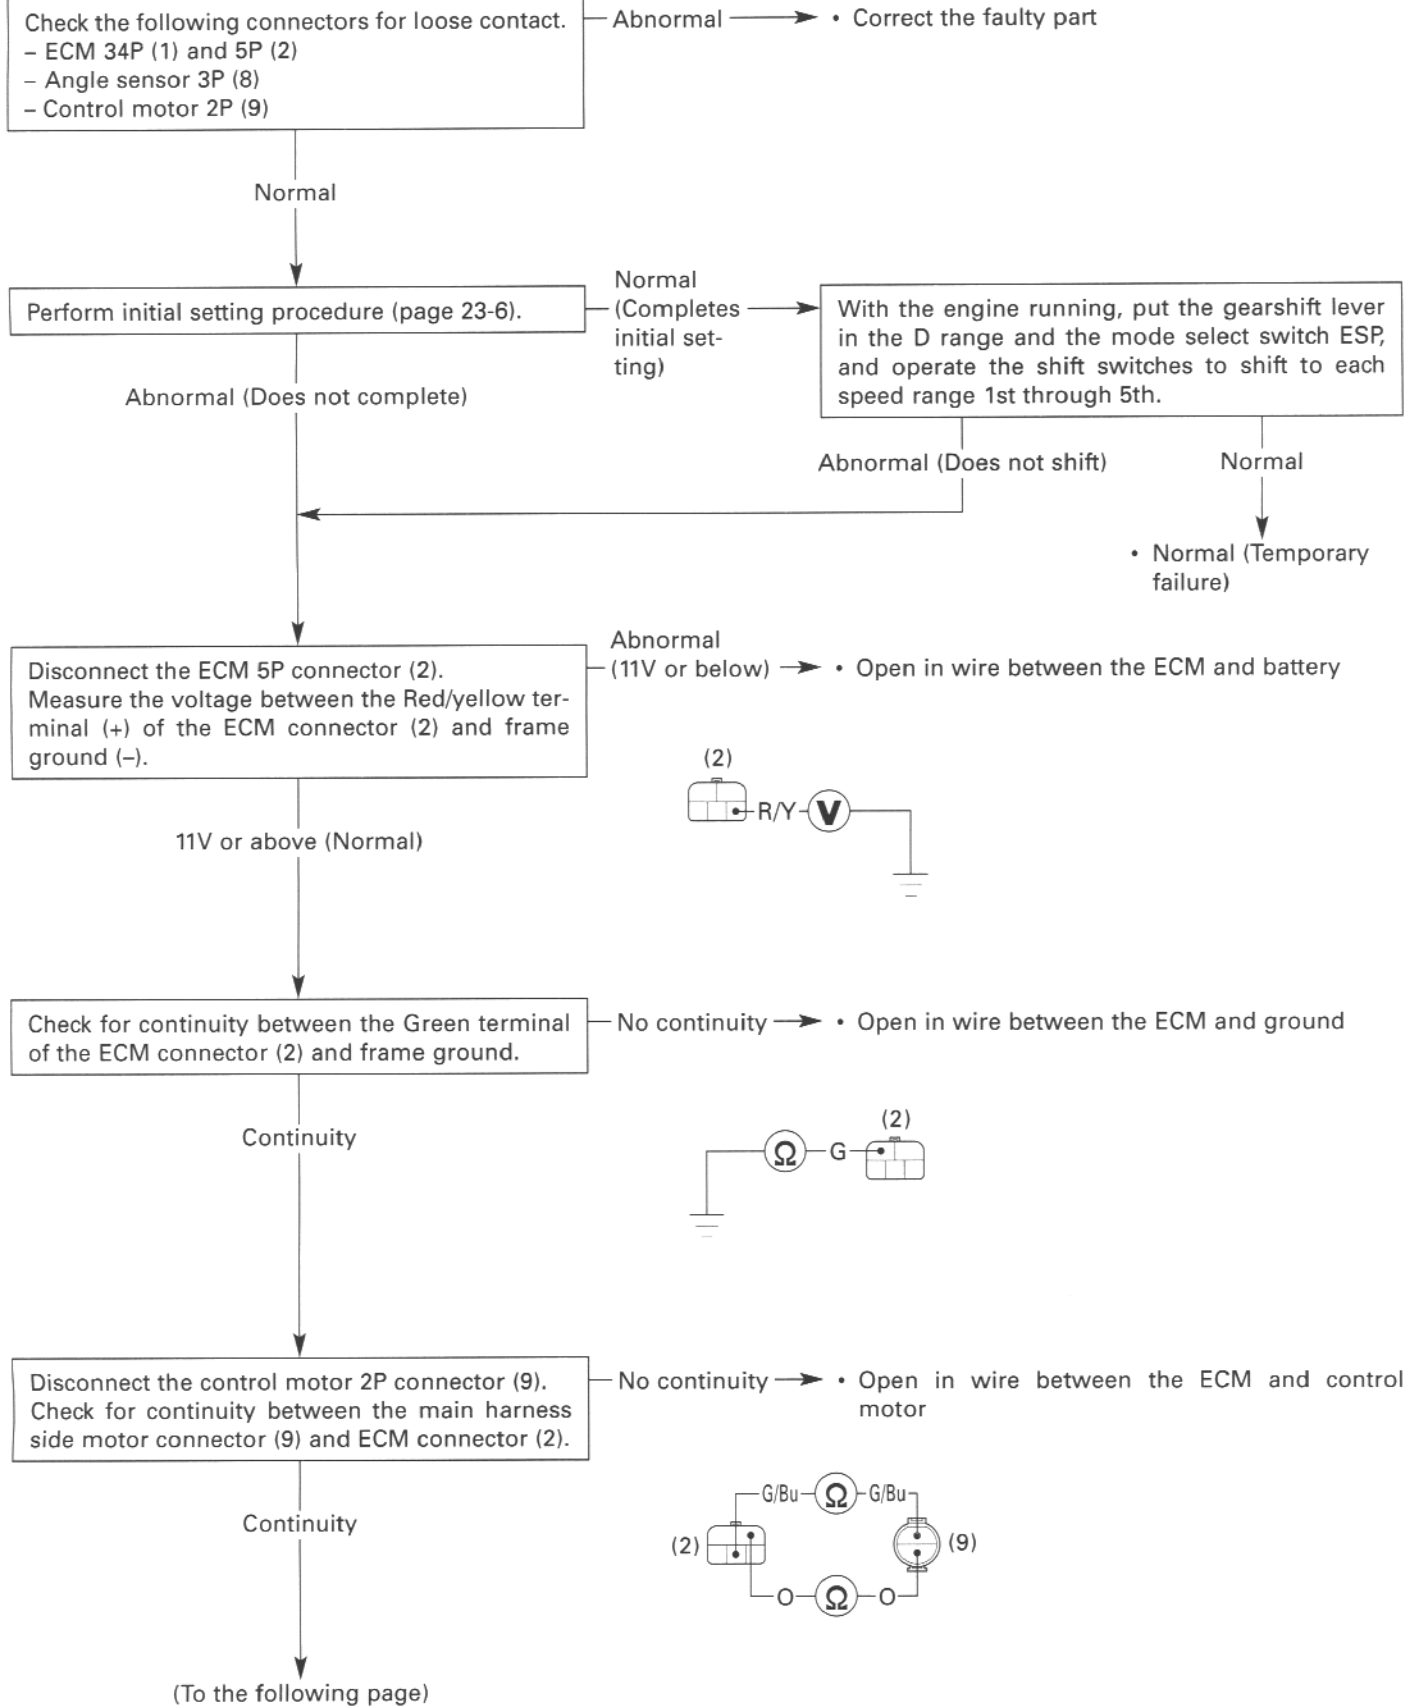 Check the following connectors for loose contact.
– ECM 34P (1) and 5P (2)
– Angle sensor 3P (8)
– Control motor 2P (9)
Abnormal
• Correct the faulty part
Normal
Perform initial setting procedure (page 23-6).
Normal
(Completes
initial set-
ting)
With the engine running, put the gearshift lever
in the D range and the mode select switch ESP,
and operate the shift switches to shift to each
speed range 1st through 5th.
Abnormal (Does not complete)
Abnormal (Does not shift)
Normal
• Normal (Temporary
failure)
Disconnect the ECM 5P connector (2).
Measure the voltage between the Red/yellow ter-
minal (+) of the ECM connector (2) and frame
ground (–).
Abnormal
(11V or below)
• Open in wire between the ECM and battery
(2)
R/Y
V
11V or above (Normal)
Check for continuity between the Green terminal
of the ECM connector (2) and frame ground.
No continuity
• Open in wire between the ECM and ground
(2)
Ω
G
Continuity
Disconnect the control motor 2P connector (9).
Check for continuity between the main harness
side motor connector (9) and ECM connector (2).
No continuity
• Open in wire between the ECM and control
motor
G/Bu Ω G/Bu
(2)
(9)
O Ω O
Continuity
(To the following page)